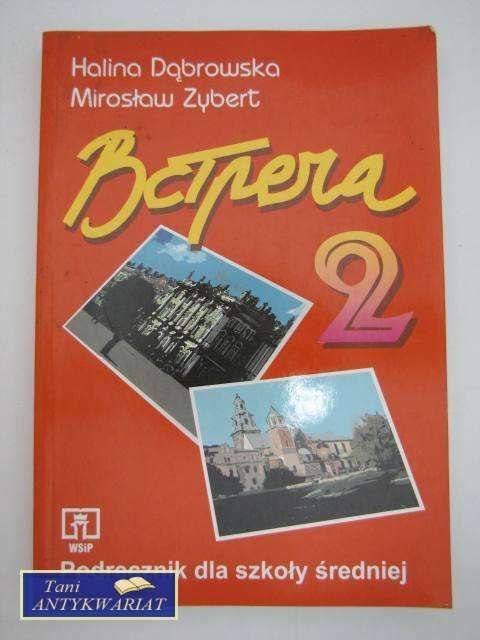 Halina Dąbrowska
Mirosław Zybert
Встреча
2
WSiP
Podręcznik dla szkoły średniej
Tani
ANTYKWARIAT